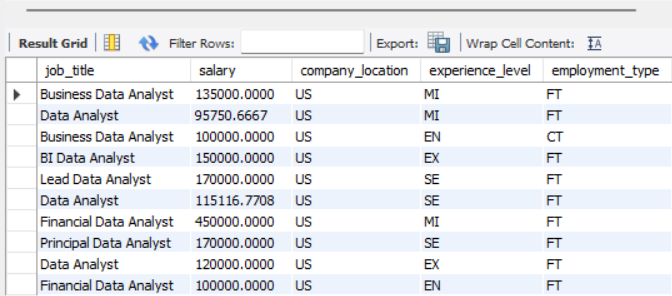 Result Grid Filter Rows: Export: Wrap Cell Content: IA
job_title salary company_location experience_level employment_type
Business Data Analyst 135000.0000 US MI FT
Data Analyst 95750.6667 US MI FT
Business Data Analyst 100000.0000 US EN CT
BI Data Analyst 150000.0000 US EX FT
Lead Data Analyst 170000.0000 US SE FT
Data Analyst 115116.7708 US SE FT
Financial Data Analyst 450000.0000 US MI FT
Principal Data Analyst 170000.0000 US SE FT
Data Analyst 120000.0000 US EX FT
Financial Data Analyst 100000.0000 US EN FT